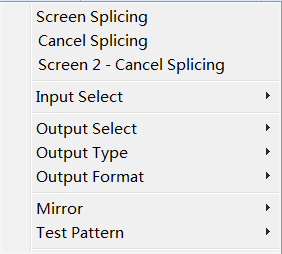 Screen Splicing
Cancel Splicing
Screen 2 - Cancel Splicing
Input Select
Output Select
Output Type
Output Format
Mirror
Test Pattern